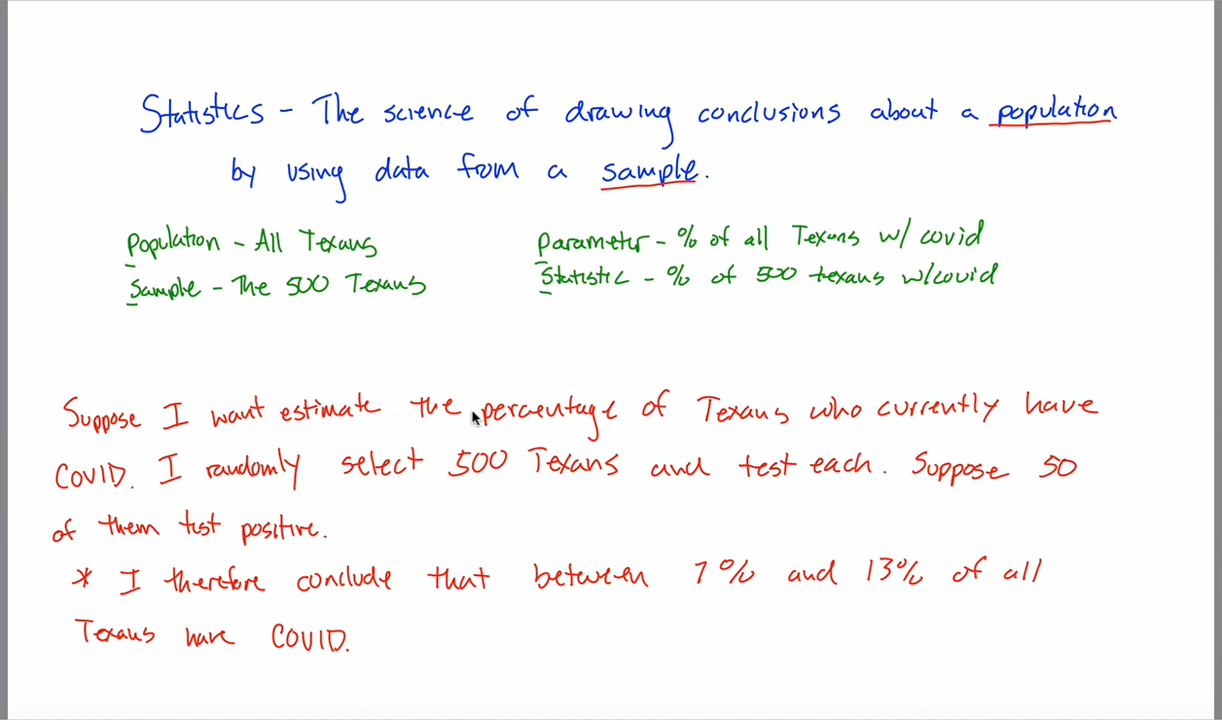 Statistics - The science of drawing conclusions about a population
by using data from a sample.
Population - All Texans
Sample - The 500 Texans
Parameter - % of all Texans w/ covid
Statistic - % of 500 texans w/covid
Suppose I want estimate the percentage of Texans who currently have
COVID. I randomly select 500 Texans and test each. Suppose 50
of them test positive.
* I therefore conclude that between 7% and 13% of all
Texans have COVID.